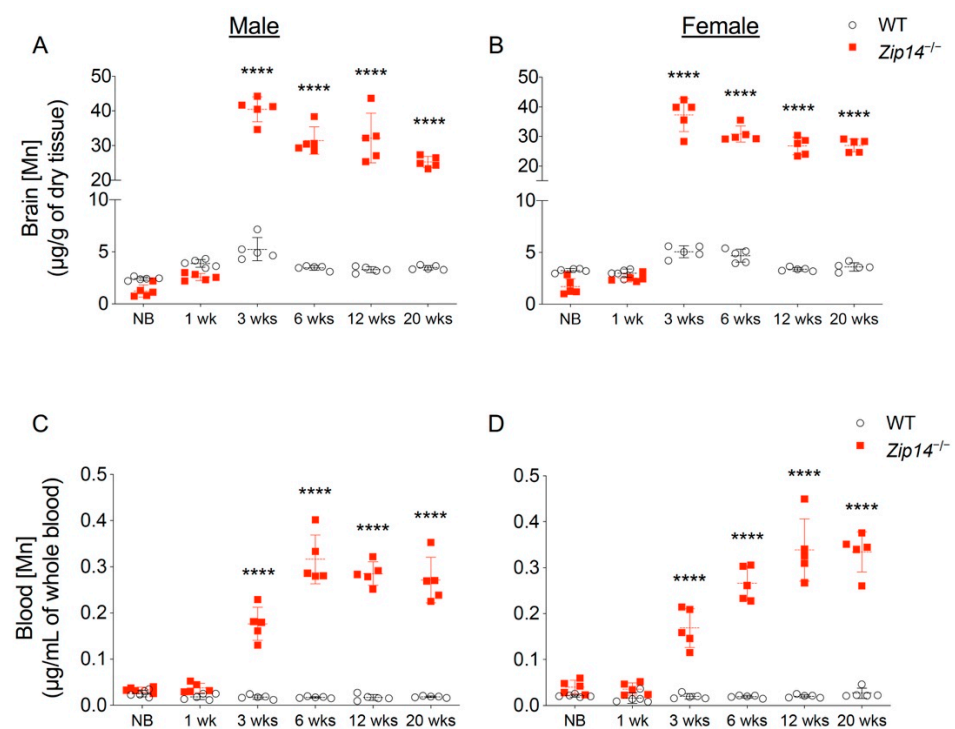 Male
Female
WT
Zip14−/−
A
B
Brain [Mn]
(µg/g of dry tissue)
**** **** **** ****
50
40
30
20
10
5
0
NB 1 wk 3 wks 6 wks 12 wks 20 wks
**** **** **** ****
50
40
30
20
10
5
0
NB 1 wk 3 wks 6 wks 12 wks 20 wks
C
D
WT
Zip14−/−
Blood [Mn]
(µg/mL of whole blood)
**** **** **** ****
0.5
0.4
0.3
0.2
0.1
0.0
NB 1 wk 3 wks 6 wks 12 wks 20 wks
**** **** **** ****
0.5
0.4
0.3
0.2
0.1
0.0
NB 1 wk 3 wks 6 wks 12 wks 20 wks